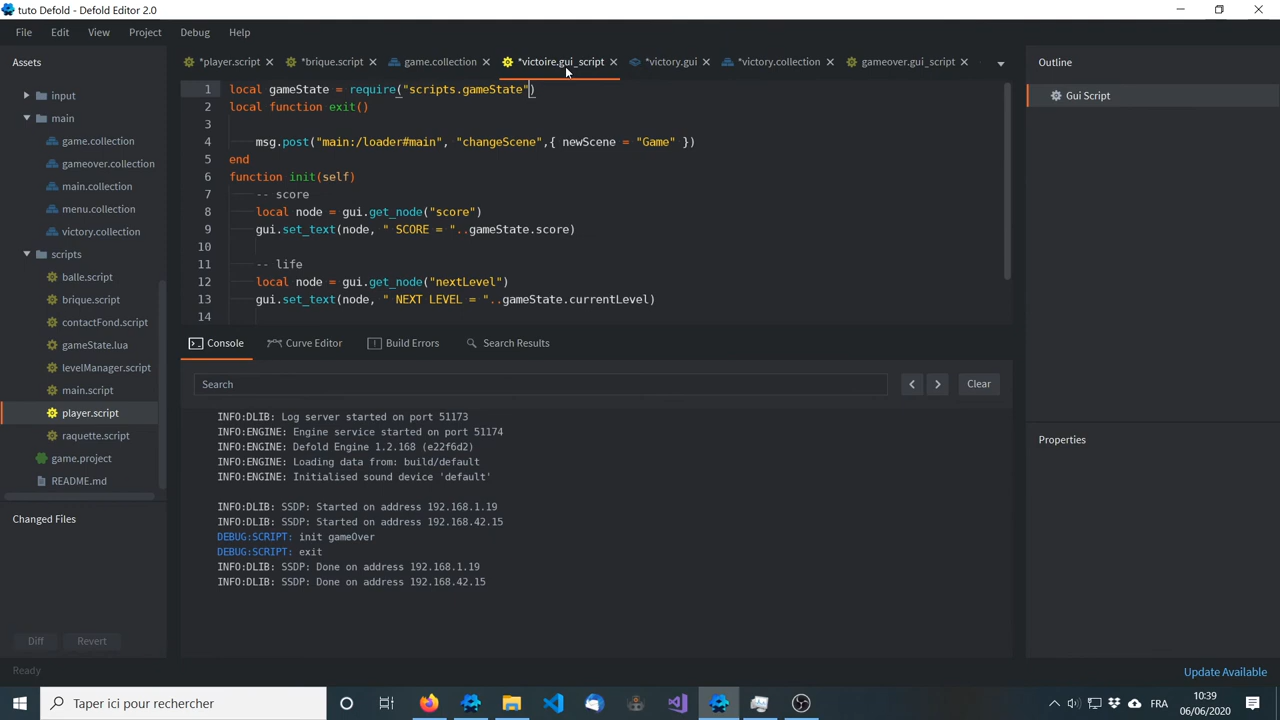 tuto Defold - Defold Editor 2.0
File Edit View Project Debug Help
Assets
*player.script
*brique.script
game.collection
*victoire.gui_script
*victory.gui
*victory.collection
gameover.gui_script
Outline
input
main
game.collection
gameover.collection
main.collection
menu.collection
victory.collection
scripts
balle.script
brique.script
contactFond.script
gameState.lua
levelManager.script
main.script
player.script
raquette.script
game.project
README.md
Changed Files
Diff Revert
Ready
1 local gameState = require("scripts.gameState")
2 local function exit()
3
4 msg.post("main:/loader#main", "changeScene",{ newScene = "Game" })
5 end
6 function init(self)
7 -- score
8 local node = gui.get_node("score")
9 gui.set_text(node, " SCORE = "..gameState.score)
10
11 -- life
12 local node = gui.get_node("nextLevel")
13 gui.set_text(node, " NEXT LEVEL = "..gameState.currentLevel)
14
Console Curve Editor Build Errors Search Results
Search
Clear
INFO:DLIB: Log server started on port 51173
INFO:ENGINE: Engine service started on port 51174
INFO:ENGINE: Defold Engine 1.2.168 (e22f6d2)
INFO:ENGINE: Loading data from: build/default
INFO:ENGINE: Initialised sound device 'default'
INFO:DLIB: SSDP: Started on address 192.168.1.19
INFO:DLIB: SSDP: Started on address 192.168.42.15
DEBUG:SCRIPT: init gameOver
DEBUG:SCRIPT: exit
INFO:DLIB: SSDP: Done on address 192.168.1.19
INFO:DLIB: SSDP: Done on address 192.168.42.15
Gui Script
Properties
Update Available
Taper ici pour rechercher
FRA
10:39
06/06/2020